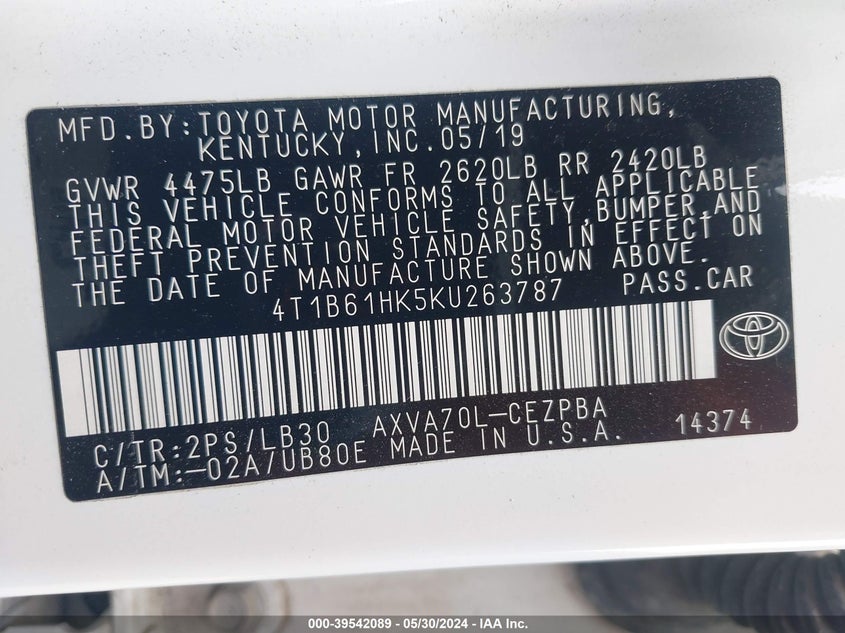 MFD. BY: TOYOTA MOTOR MANUFACTURING,
KENTUCKY, INC. 05/19
GVWR 4475LB GAWR FR 2620LB RR 2420LB
THIS VEHICLE CONFORMS TO ALL APPLICABLE
FEDERAL MOTOR VEHICLE SAFETY, BUMPER, AND
THEFT PREVENTION STANDARDS IN EFFECT ON
THE DATE OF MANUFACTURE SHOWN ABOVE.
4T1B61HK5KU263787 PASS. CAR
C/TR: 2PS/LB30 AXVA70L-CEZPBA
A/TM: -02A/UB80E MADE IN U.S.A. 14374
000-39542089 - 05/30/2024 - IAA Inc.